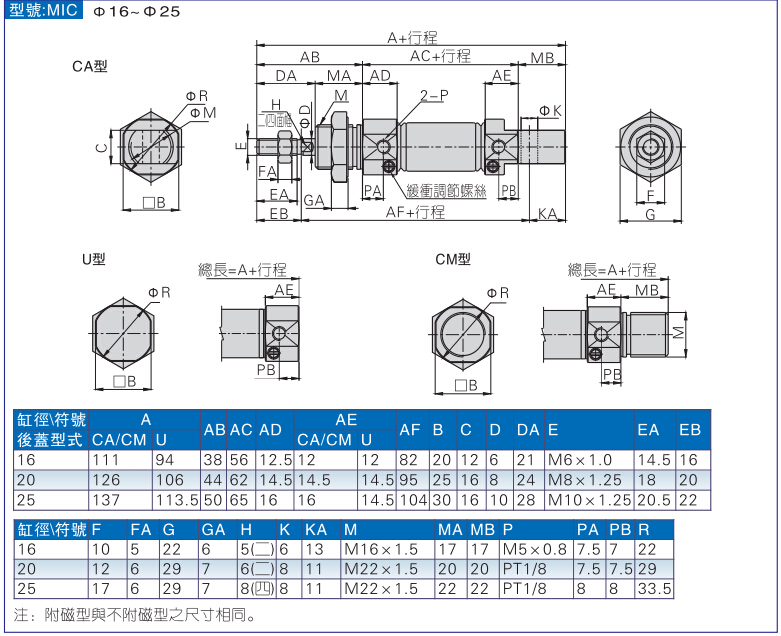 型號:MIC Φ16~Φ25
A+行程
AB AC+行程 MB
CA型
DA MA AD AE
ΦR
ΦM
C
□B
H
二四面幅
ΦD
M
2-P
ΦK
E
FA
EA
EB
GA
PA
緩衝調節螺絲
PB
AF+行程
KA
F
G
U型
ΦR
□B
總長=A+行程
AE
PB
CM型
ΦR
□B
總長=A+行程
AE
MB
M
PB
缸徑\符號 A AB AC AD AE AF B C D DA E EA EB
後蓋型式 CA/CM U CA/CM U
16 111 94 38 56 12.5 12 12 82 20 12 6 21 M6×1.0 14.5 16
20 126 106 44 62 14.5 14.5 14.5 95 25 16 8 24 M8×1.25 18 20
25 137 113.5 50 65 16 16 14.5 104 30 16 10 28 M10×1.25 20.5 22
缸徑\符號 F FA G GA H K KA M MA MB P PA PB R
16 10 5 22 6 5(二) 6 13 M16×1.5 17 17 M5×0.8 7.5 7 22
20 12 6 29 7 6(二) 8 11 M22×1.5 20 20 PT1/8 7.5 7.5 29
25 17 6 29 7 8(四) 8 11 M22×1.5 22 22 PT1/8 8 8 33.5
注: 附磁型與不附磁型之尺寸相同。